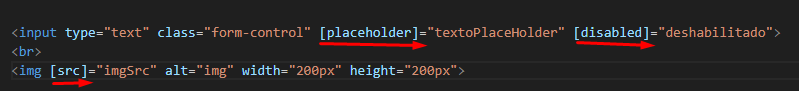 <input type="text" class="form-control" [placeholder]="textoPlaceHolder" [disabled]="deshabilitado">
<br>
<img [src]="imgSrc" alt="img" width="200px" height="200px">